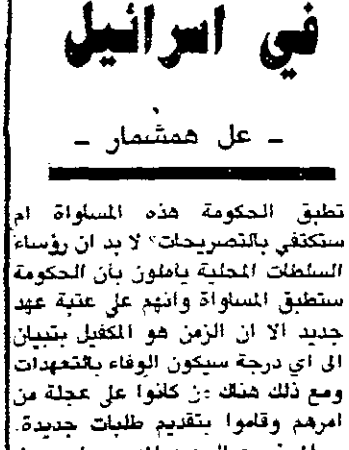 في اسرائيل
- عل همشمار -
تطبق الحكومة هذه المساواة ام
ستكتفي بالتصريحات؟ لا بد ان رؤساء
السلطات المحلية يأملون بأن الحكومة
ستطبق المساواة وانهم على عتبة عهد
جديد الا ان الزمن هو الكفيل بتبيان
الى اي درجة سيكون الوفاء بالتعهدات
ومع ذلك هناك من كانوا على عجلة من
امرهم وقاموا بتقديم طلبات جديدة.